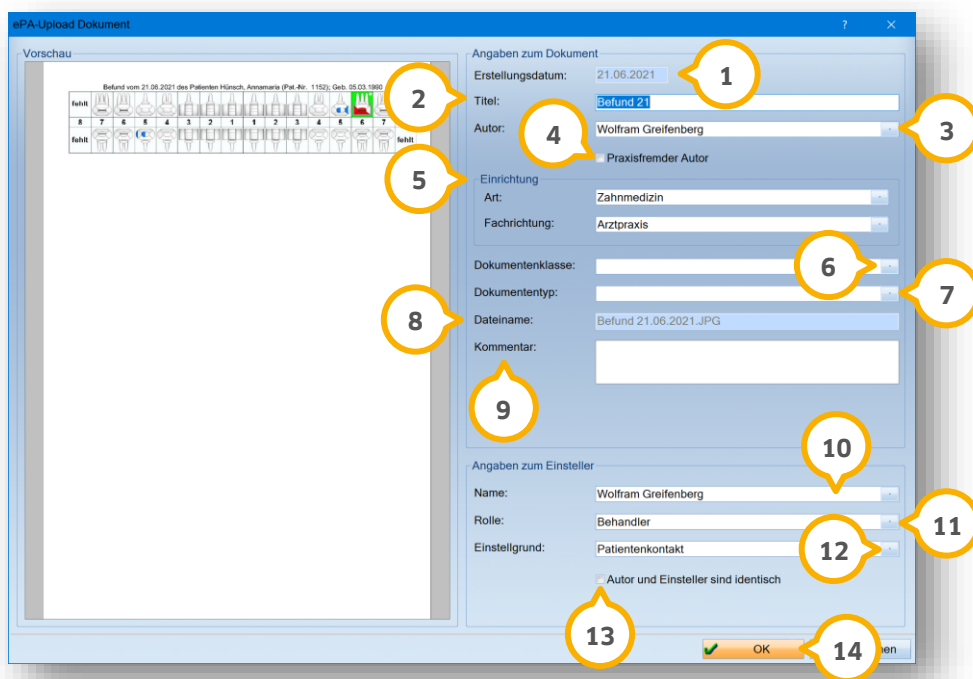 ePA-Upload Dokument
Vorschau
Befund vom 21.06.2021 des Patienten Hünsch, Annamaria (Pat.-Nr. 1152); Geb. 05.03.1990
fehlt
8 7 6 5 4 3 2 1 1 2 3 4 5 6 7
fehlt fehlt
Angaben zum Dokument
Erstellungsdatum: 21.06.2021 1
2 Titel: Befund 21
Autor: Wolfram Greifenberg 3
4 Praxisfremder Autor
5 Einrichtung
Art: Zahnmedizin
Fachrichtung: Arztpraxis
Dokumentenklasse: 6
Dokumententyp: 7
8 Dateiname: Befund 21.06.2021.JPG
Kommentar:
9
10
Angaben zum Einsteller
Name: Wolfram Greifenberg
Rolle: Behandler 11
Einstellgrund: Patientenkontakt 12
Autor und Einsteller sind identisch
13
OK 14 en